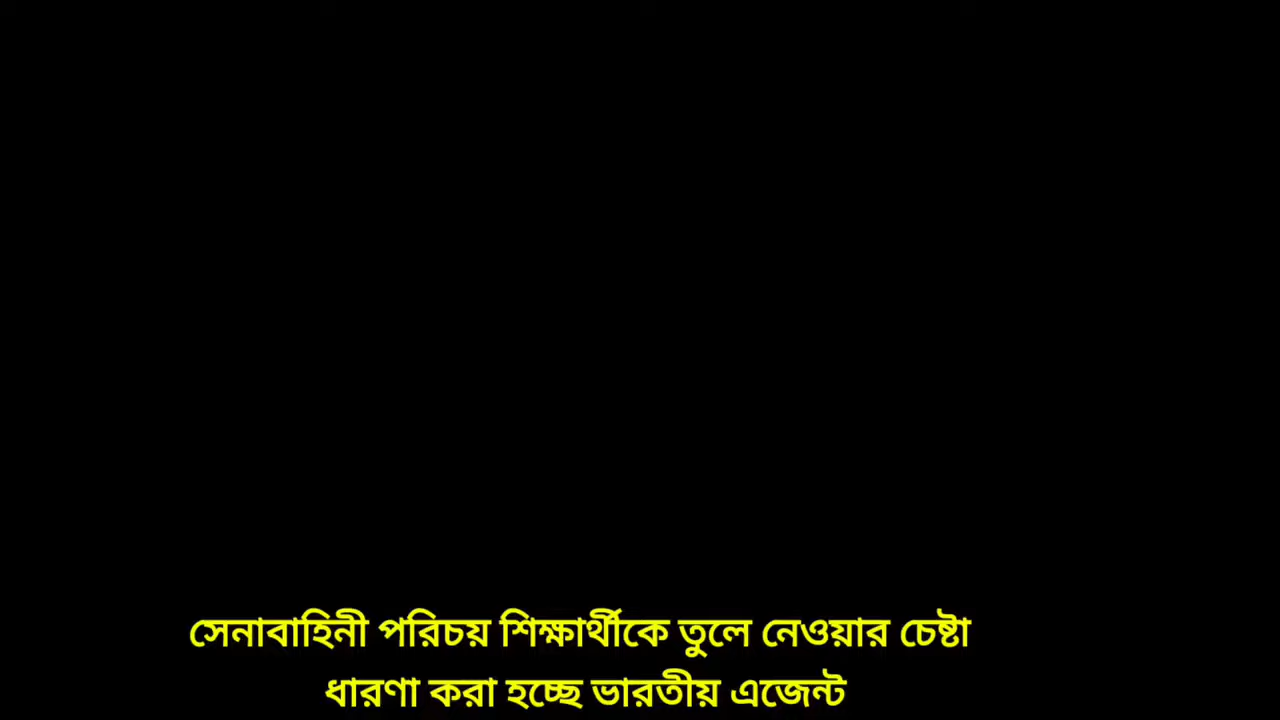 সেনাবাহিনী পরিচয় শিক্ষার্থীকে তুলে নেওয়ার চেষ্টা
ধারণা করা হচ্ছে ভারতীয় এজেন্ট